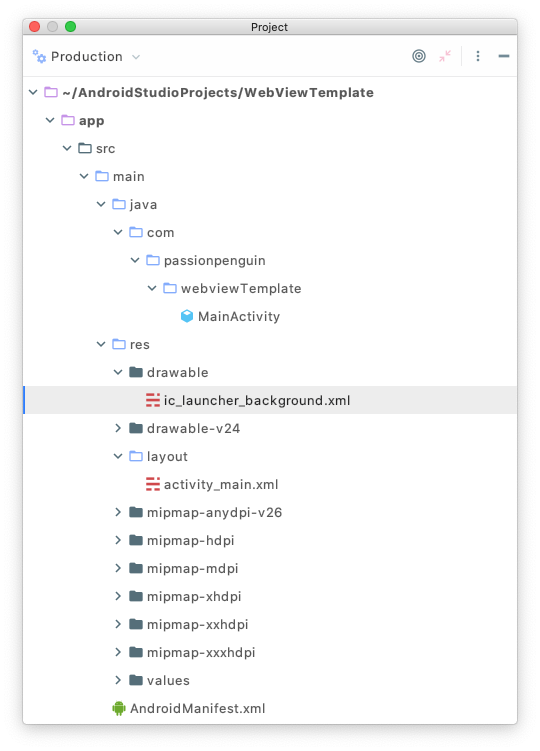 Project
Production
~/AndroidStudioProjects/WebViewTemplate
app
src
main
java
com
passionpenguin
webviewTemplate
MainActivity
res
drawable
ic_launcher_background.xml
drawable-v24
layout
activity_main.xml
mipmap-anydpi-v26
mipmap-hdpi
mipmap-mdpi
mipmap-xhdpi
mipmap-xxhdpi
mipmap-xxxhdpi
values
AndroidManifest.xml